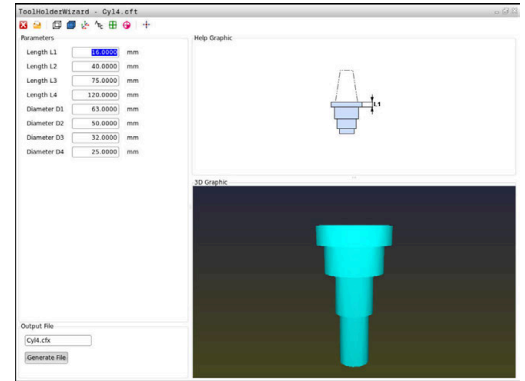 ToolHolderWizard - Cyl4.cft
Parameters
Length L1 16.0000 mm
Length L2 40.0000 mm
Length L3 75.0000 mm
Length L4 120.0000 mm
Diameter D1 63.0000 mm
Diameter D2 50.0000 mm
Diameter D3 32.0000 mm
Diameter D4 25.0000 mm
Help Graphic
L1
3D Graphic
Output File
Cyl4.cfx
Generate File